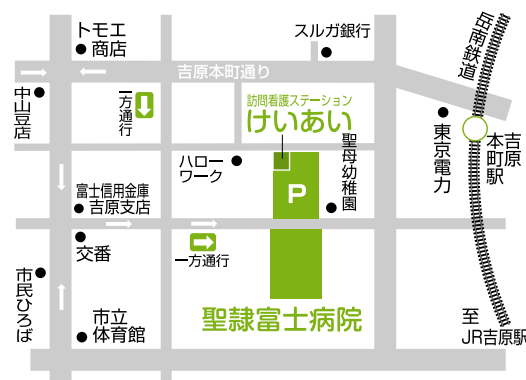 トモエ
商店
スルガ銀行
岳南鉄道
吉原本町通り
中山豆店
一方通行
訪問看護ステーション
けいあい
東京電力
吉原
本町駅
聖母幼稚園
ハロー
ワーク
P
富士信用金庫
吉原支店
交番
一方通行
市民ひろば
市立
体育館
聖隷富士病院
至
JR吉原駅